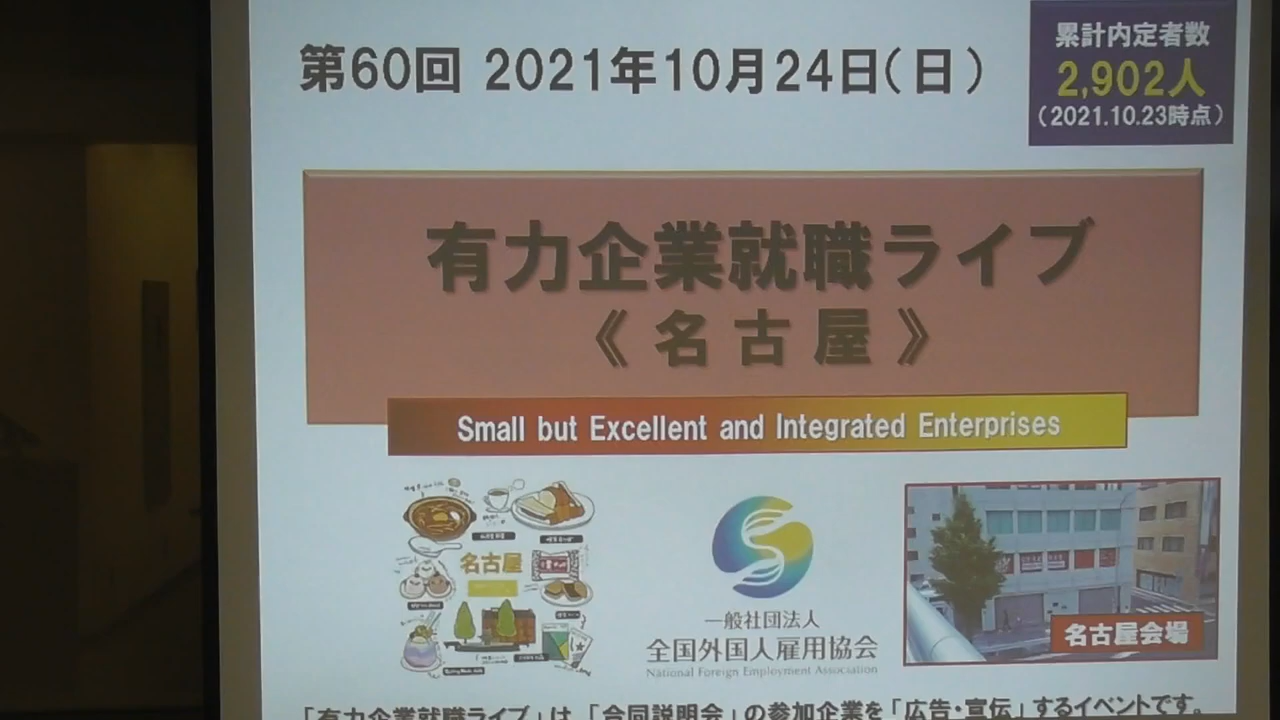 第60回 2021年10月24日(日)
累計内定者数
2,902人
(2021.10.23時点)
有力企業就職ライブ
《名古屋》
Small but Excellent and Integrated Enterprises
名古屋
一般社団法人
全国外国人雇用協会
National Foreign Employment Association
名古屋会場
「有力企業就職ライブ」は、「合同説明会」の参加企業を「広告・宣伝」するイベントです。